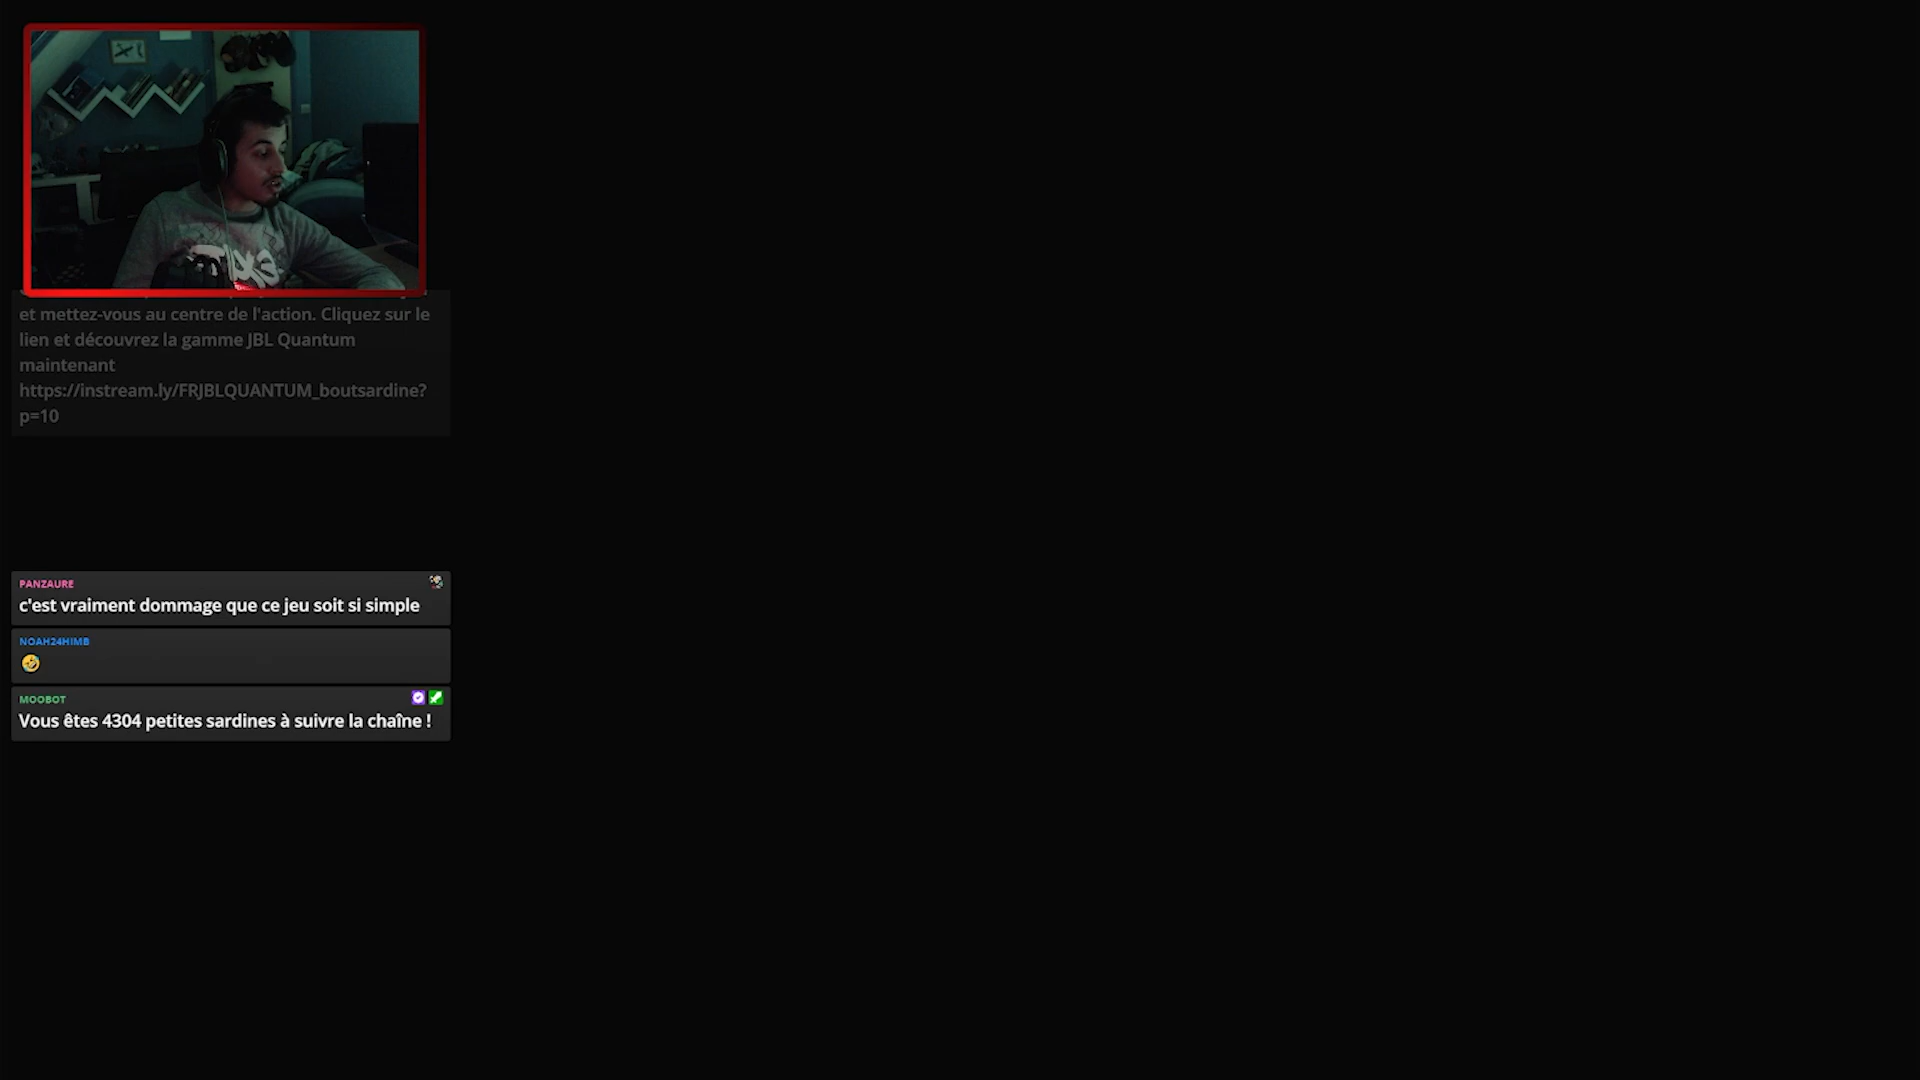 et mettez-vous au centre de l'action. Cliquez sur le
lien et découvrez la gamme JBL Quantum
maintenant
https://instream.ly/FRJBLQUANTUM_boutsardine?
p=10
PANZAURE
c'est vraiment dommage que ce jeu soit si simple
NOAH24HIMB
🤣
MOOBOT
Vous êtes 4304 petites sardines à suivre la chaîne !